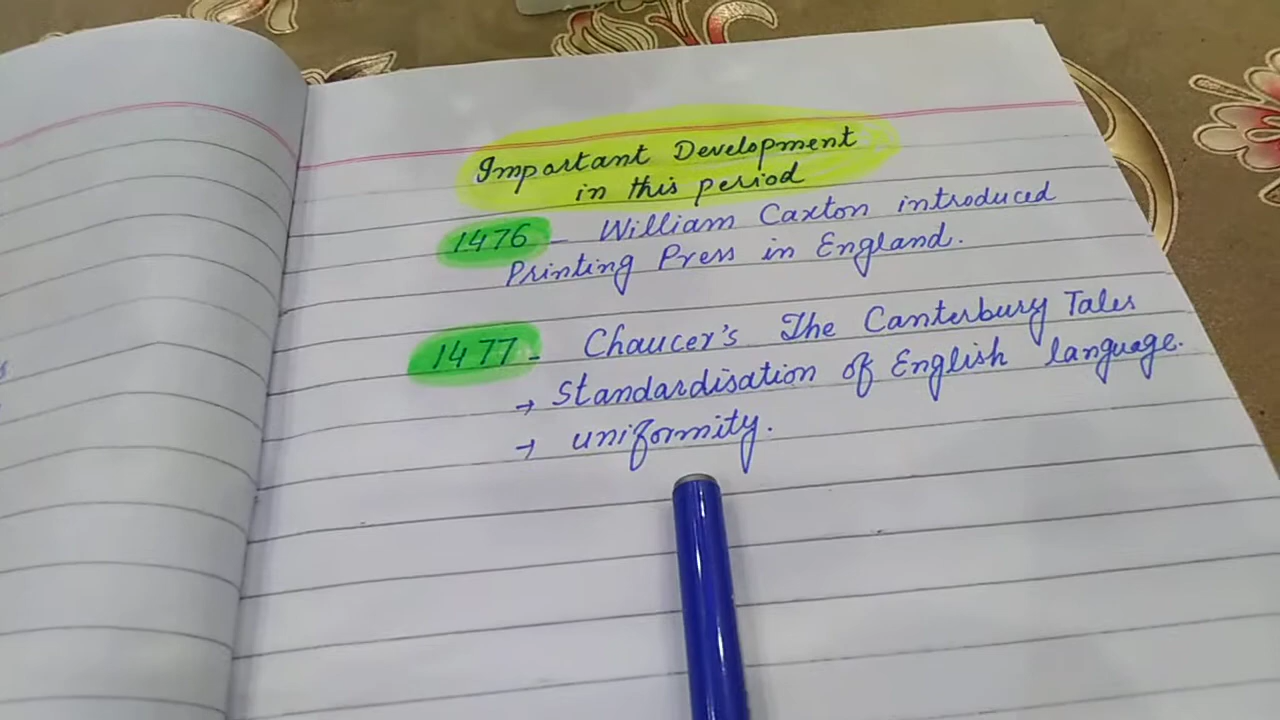 Important Development
in this period
1476 - William Caxton introduced
Printing Press in England.
1477 - Chaucer's The Canterbury Tales
→ Standardisation of English language.
→ uniformity.